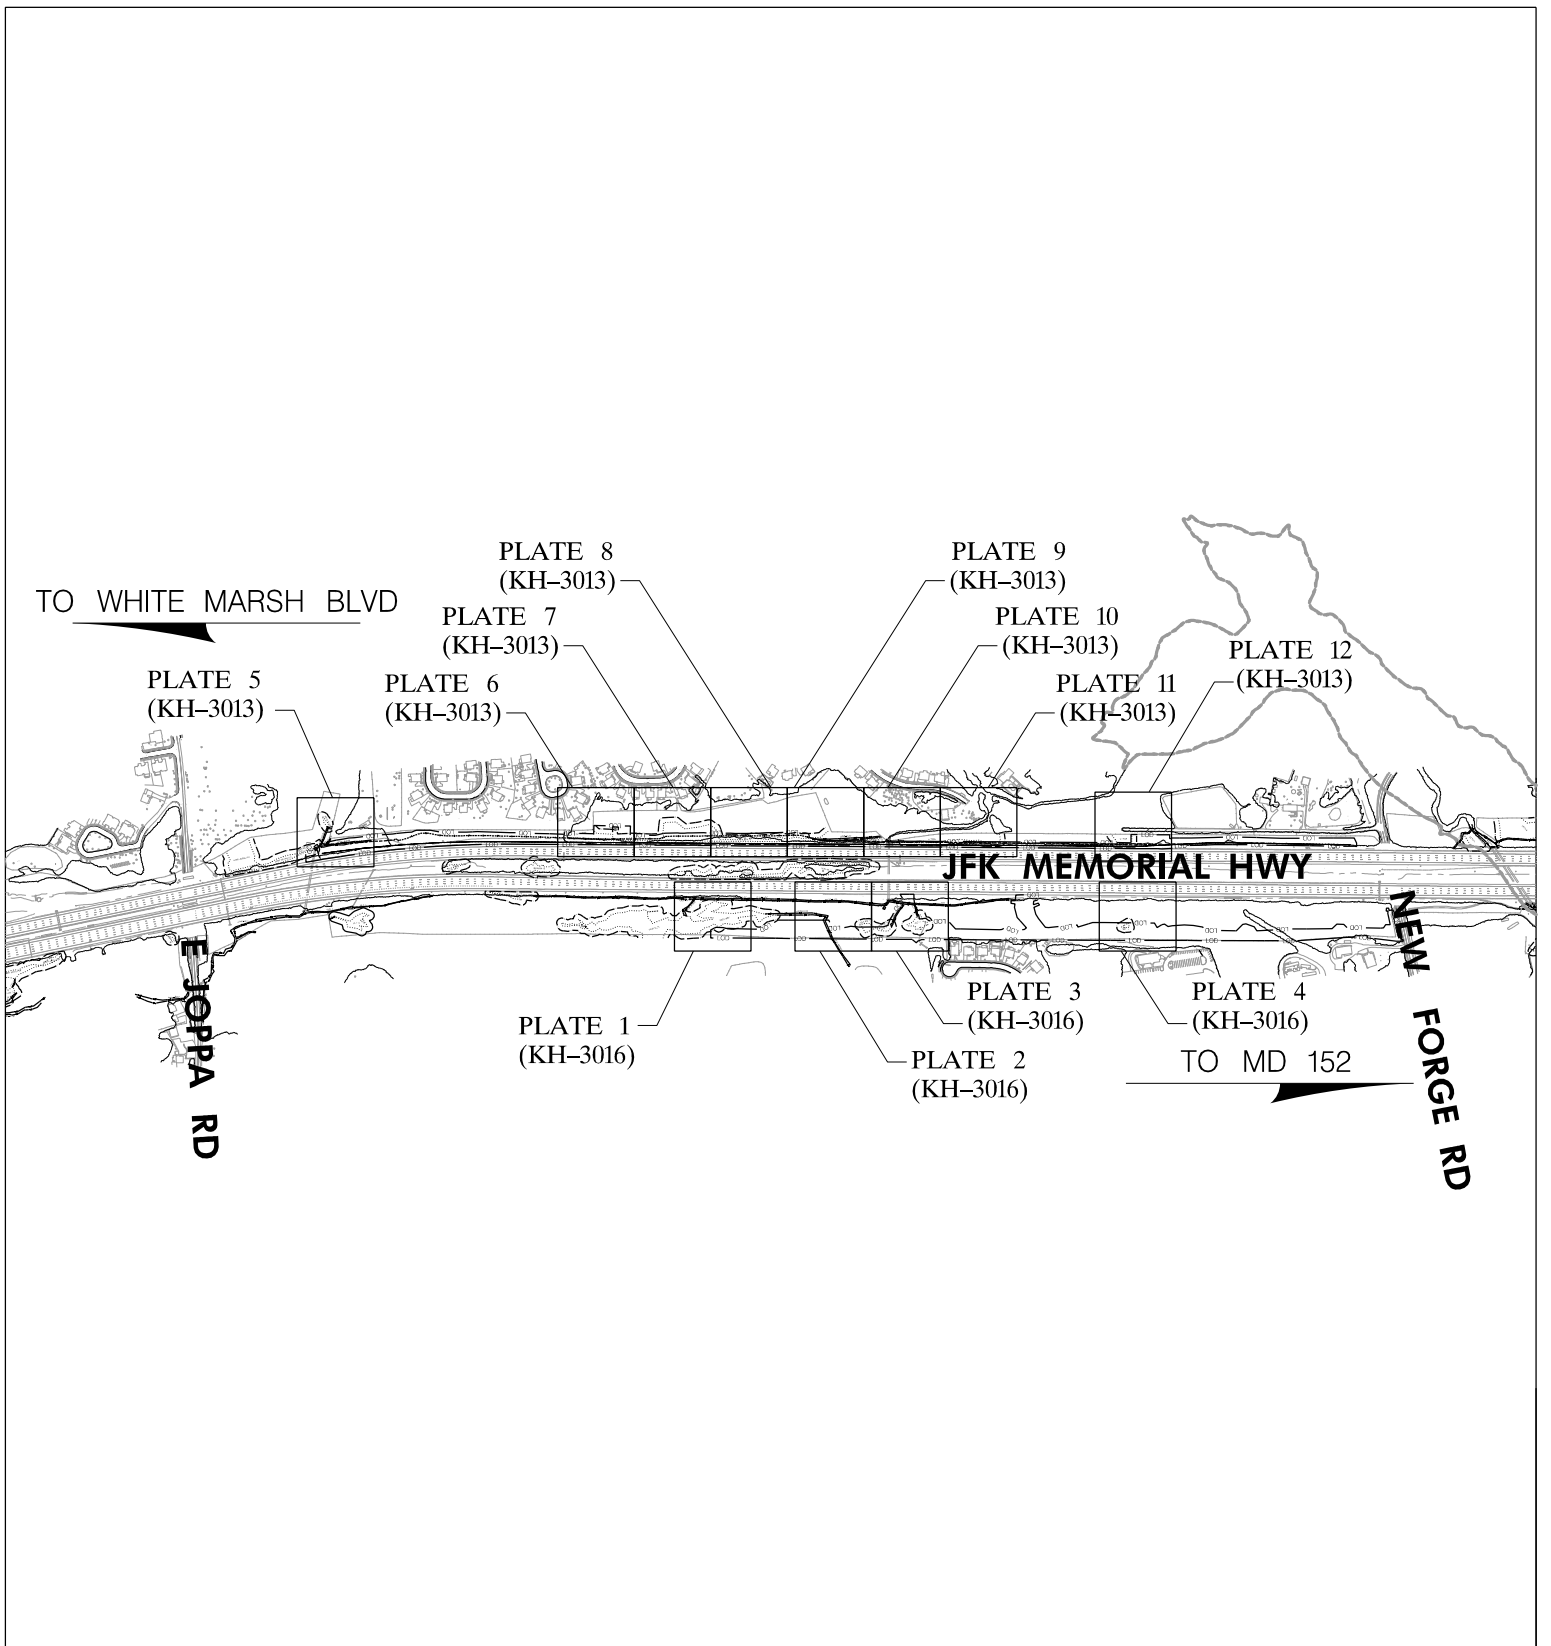 PLATE 8
(KH–3013)
PLATE 9
(KH–3013)
TO WHITE MARSH BLVD
PLATE 7
(KH–3013)
PLATE 10
(KH–3013)
PLATE 12
(KH–3013)
PLATE 5
(KH–3013)
PLATE 6
(KH–3013)
PLATE 11
(KH–3013)
JFK MEMORIAL HWY
E JOPPA RD
NEW FORGE RD
PLATE 1
(KH–3016)
PLATE 3
(KH–3016)
PLATE 4
(KH–3016)
PLATE 2
(KH–3016)
TO MD 152